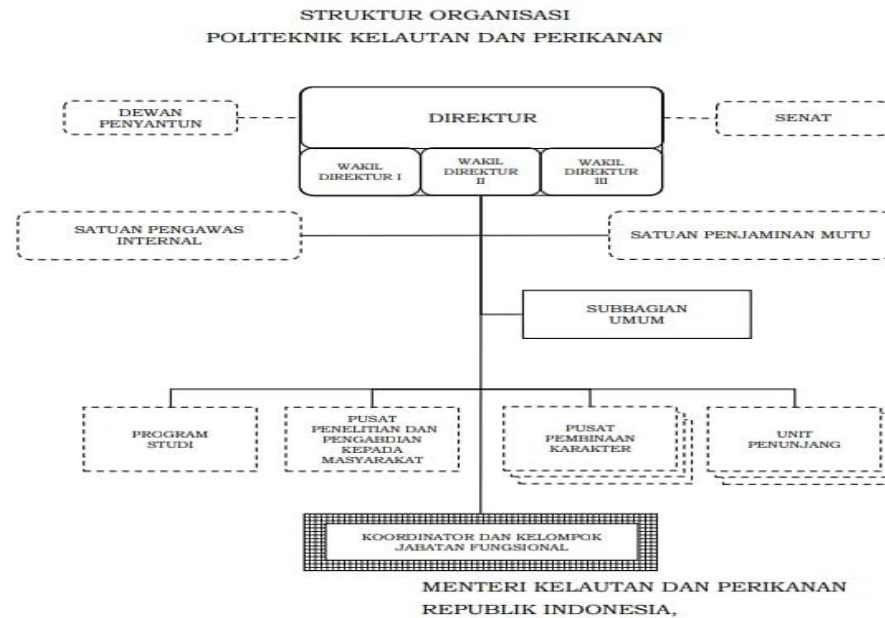 STRUKTUR ORGANISASI
POLITEKNIK KELAUTAN DAN PERIKANAN
DEWAN
PENYANTUN
DIREKTUR
SENAT
WAKIL
DIREKTUR I
WAKIL
DIREKTUR
II
WAKIL
DIREKTUR
III
SATUAN PENGAWAS
INTERNAL
SATUAN PENJAMINAN MUTU
SUBBAGIAN
UMUM
PROGRAM
STUDI
PUSAT
PENELITIAN DAN
PENGABDIAN
KEPADA
MASYARAKAT
PUSAT
PEMBINAAN
KARAKTER
UNIT
PENUNJANG
KOORDINATOR DAN KELOMPOK
JABATAN FUNGSIONAL
MENTERI KELAUTAN DAN PERIKANAN
REPUBLIK INDONESIA,